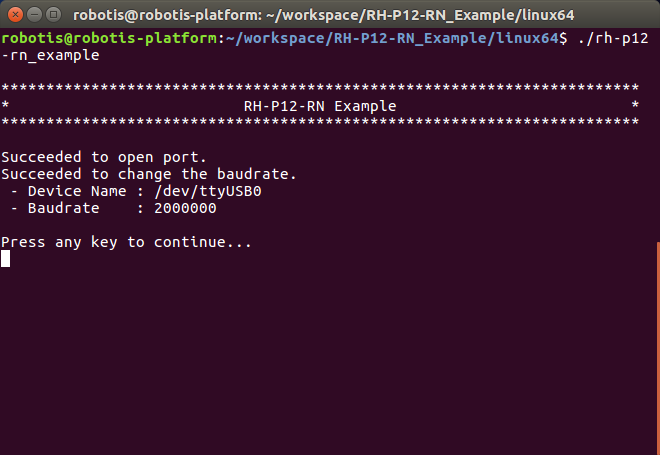 robotis@robotis-platform: ~/workspace/RH-P12-RN_Example/linux64
robotis@robotis-platform:~/workspace/RH-P12-RN_Example/linux64$ ./rh-p12
-rn_example
***********************************************************************
*                          RH-P12-RN Example                          *
***********************************************************************
Succeeded to open port.
Succeeded to change the baudrate.
 - Device Name : /dev/ttyUSB0
 - Baudrate    : 2000000
Press any key to continue...